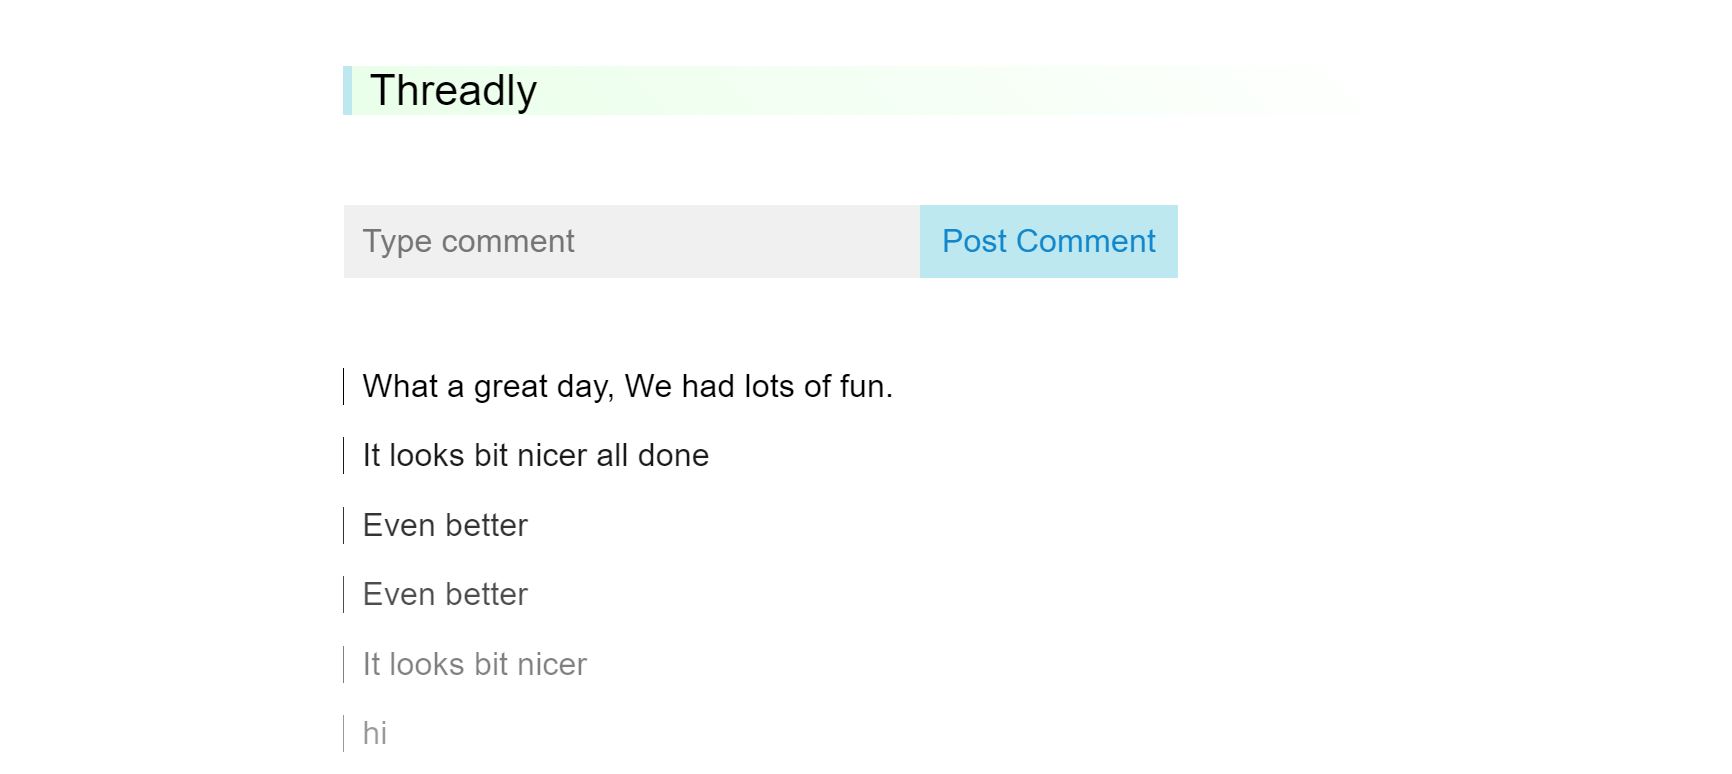 Threadly
Type comment
Post Comment
What a great day, We had lots of fun.
It looks bit nicer all done
Even better
Even better
It looks bit nicer
hi